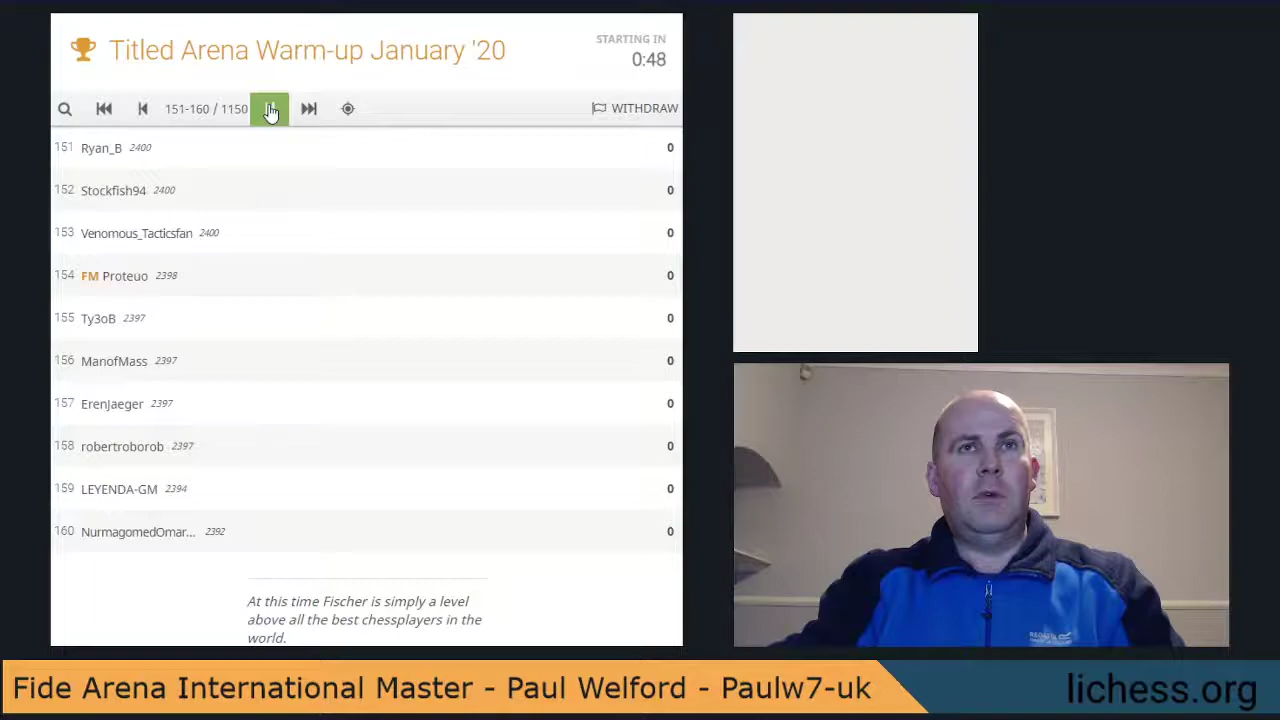 Titled Arena Warm-up January '20
STARTING IN
0:48
151-160 / 1150
WITHDRAW
151 Ryan_B 2400 0
152 Stockfish94 2400 0
153 Venomous_Tacticsfan 2400 0
154 FM Proteuo 2398 0
155 Ty3oB 2397 0
156 ManofMass 2397 0
157 ErenJaeger 2397 0
158 robertroborob 2397 0
159 LEYENDA-GM 2394 0
160 NurmagomedOmar... 2392 0
At this time Fischer is simply a level
above all the best chessplayers in the
world.
REGATTA
Fide Arena International Master - Paul Welford - Paulw7-uk
lichess.org